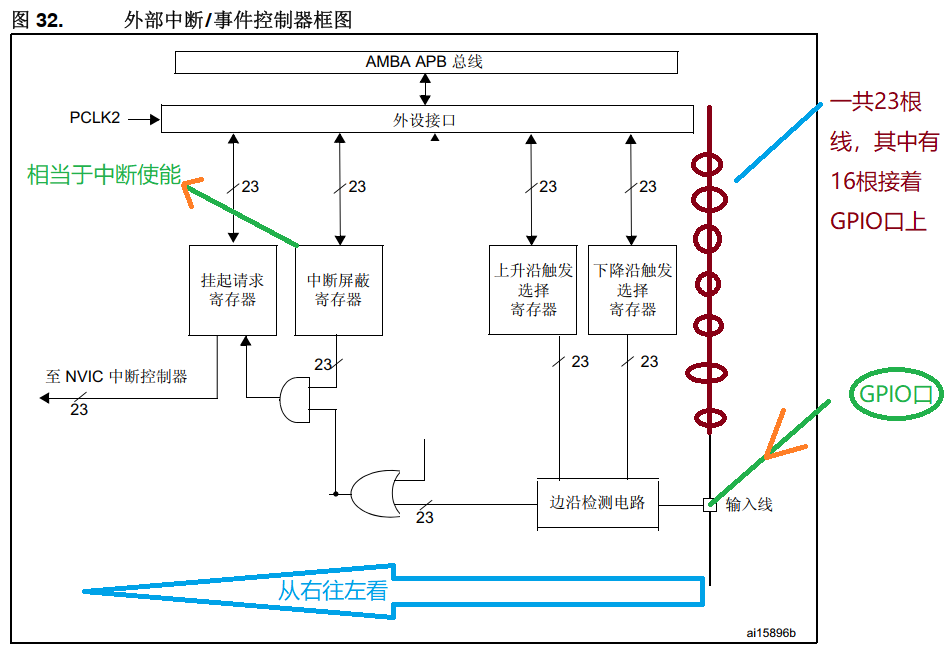 图 32. 外部中断/事件控制器框图
AMBA APB 总线
PCLK2
外设接口
一共23根
线，其中有
16根接着
GPIO口上
相当于中断使能
23
23
23
23
挂起请求
寄存器
中断屏蔽
寄存器
上升沿触发
选择
寄存器
下降沿触发
选择
寄存器
23
23
23
至 NVIC 中断控制器
23
GPIO口
边沿检测电路
输入线
23
从右往左看
ai15896b